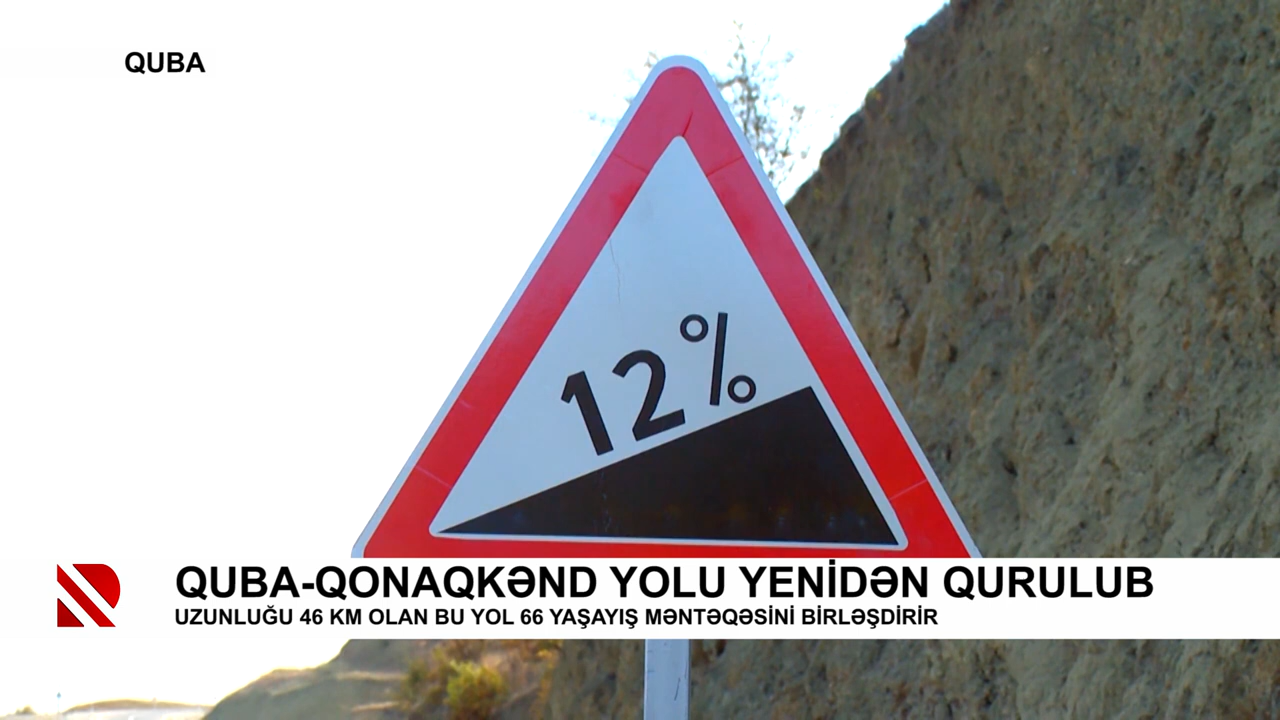 QUBA
12%
QUBA-QONAQKƏND YOLU YENİDƏN QURULUB
UZUNLUĞU 46 KM OLAN BU YOL 66 YAŞAYIŞ MƏNTƏQƏSİNİ BİRLƏŞDİRİR